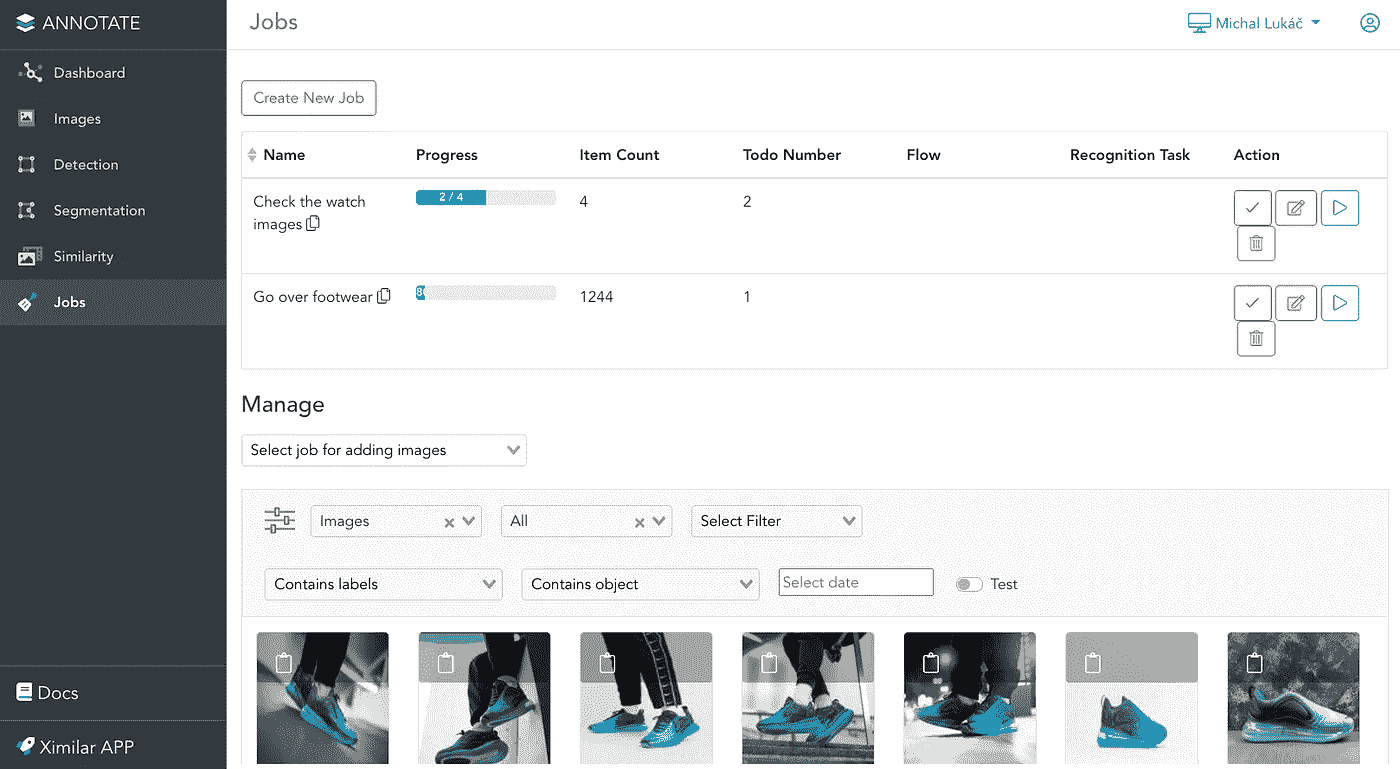 ANNOTATE
Jobs
Michal Lukáč
Dashboard
Images
Detection
Segmentation
Similarity
Jobs
Docs
Ximilar APP
Create New Job
Name Progress Item Count Todo Number Flow Recognition Task Action
Check the watch 2 / 4 4 2
images
Go over footwear 1244 1
Manage
Select job for adding images
Images All Select Filter
Contains labels Contains object Select date Test